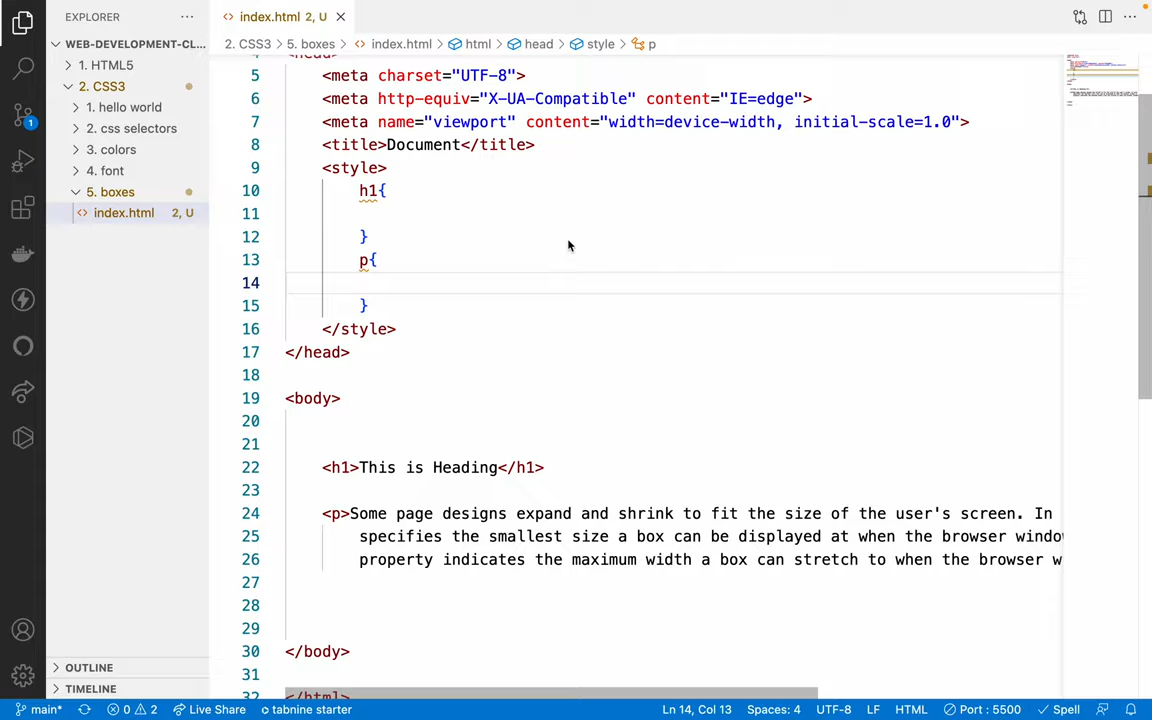 EXPLORER
index.html 2, U
WEB-DEVELOPMENT-CL...
2. CSS3 > 5. boxes > index.html > html > head > style > p
1. HTML5
2. CSS3
1. hello world
2. css selectors
3. colors
4. font
5. boxes
index.html 2, U
5 <meta charset="UTF-8">
6 <meta http-equiv="X-UA-Compatible" content="IE=edge">
7 <meta name="viewport" content="width=device-width, initial-scale=1.0">
8 <title>Document</title>
9 <style>
10 h1{
11
12 }
13 p{
14
15 }
16 </style>
17 </head>
18
19 <body>
20
21
22 <h1>This is Heading</h1>
23
24 <p>Some page designs expand and shrink to fit the size of the user's screen. In
25 specifies the smallest size a box can be displayed at when the browser windo
26 property indicates the maximum width a box can stretch to when the browser w
27
28
29
30 </body>
31
32 </html>
1
OUTLINE
TIMELINE
main* 0 2 Live Share tabnine starter Ln 14, Col 13 Spaces: 4 UTF-8 LF HTML Port : 5500 Spell